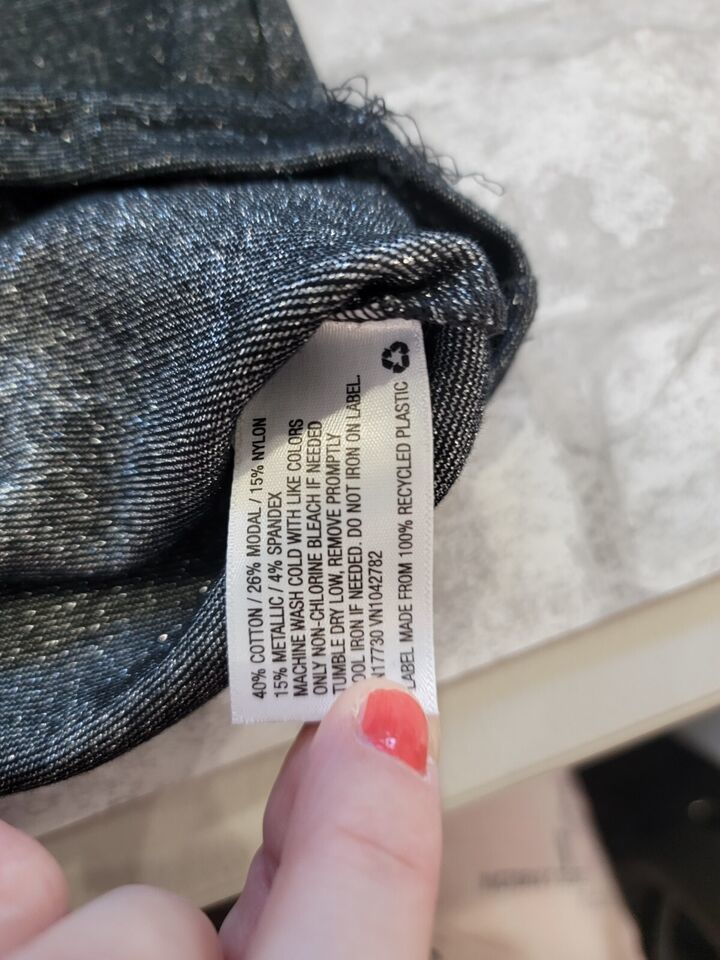 40% COTTON / 26% MODAL / 15% NYLON
15% METALLIC / 4% SPANDEX
MACHINE WASH COLD WITH LIKE COLORS
ONLY NON-CHLORINE BLEACH IF NEEDED
TUMBLE DRY LOW, REMOVE PROMPTLY
OOL IRON IF NEEDED. DO NOT IRON ON LABEL.
17730 VN1042782
LABEL MADE FROM 100% RECYCLED PLASTIC